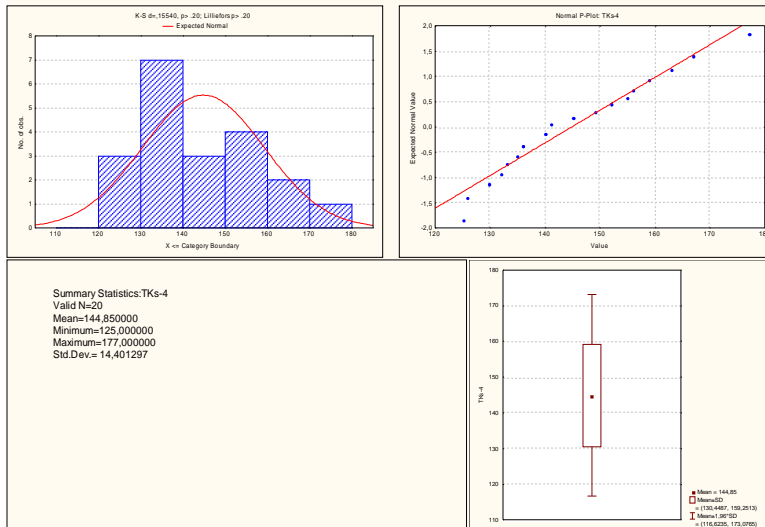 K-S d=,15540, p> .20; Lilliefors p> .20
Expected Normal
8
7
6
5
4
3
2
1
0
No. of obs.
110 120 130 140 150 160 170 180
X <= Category Boundary
Normal P-Plot: TKs-4
2,0
1,5
1,0
0,5
0,0
-0,5
-1,0
-1,5
-2,0
Expected Normal Value
120 130 140 150 160 170 180
Value
Summary Statistics:TKs-4
Valid N=20
Mean=144,850000
Minimum=125,000000
Maximum=177,000000
Std.Dev.= 14,401297
180
170
160
150
140
130
120
110
TKs-4
Mean = 144,85
Mean±SD
= (130,4487, 159,2513)
Mean±1,96*SD
= (116,6235, 173,0765)